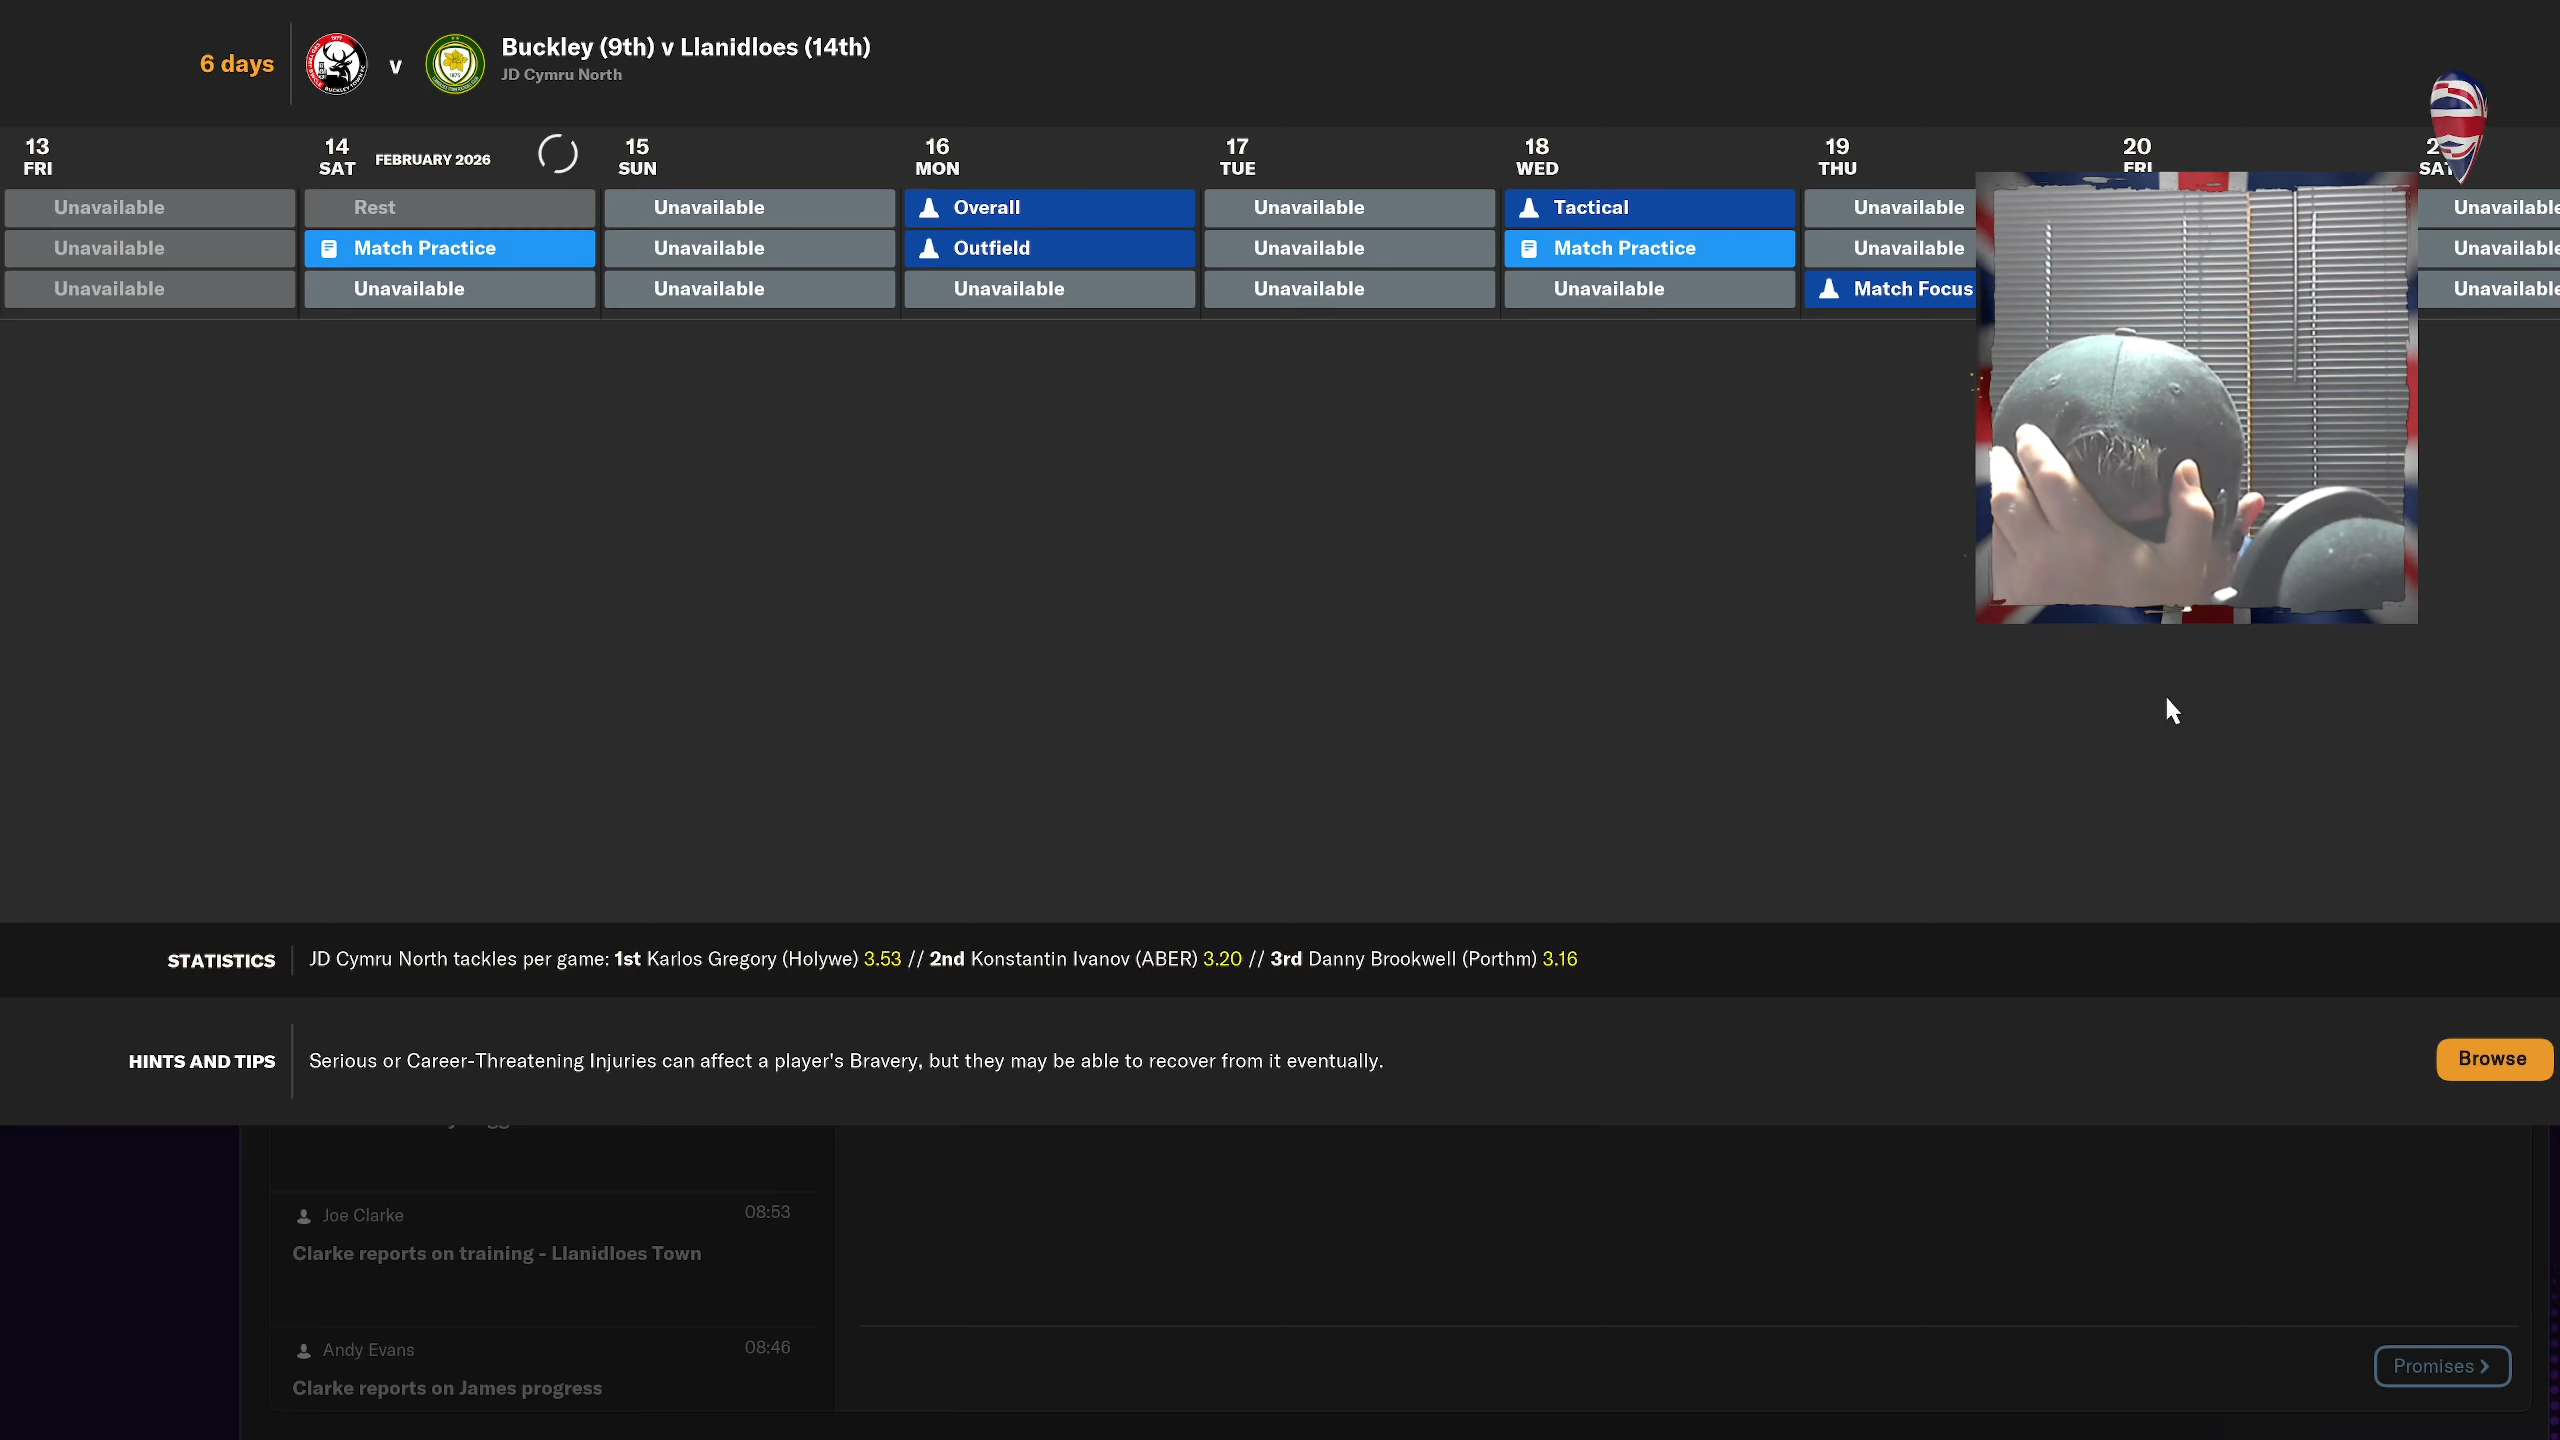 6 days
v
Buckley (9th) v Llanidloes (14th)
JD Cymru North
13
FRI
14
SAT
FEBRUARY 2026
15
SUN
16
MON
17
TUE
18
WED
19
THU
20
FRI
SAT
Unavailable
Rest
Unavailable
Overall
Unavailable
Tactical
Unavailable
Unavailable
Unavailable
Match Practice
Unavailable
Outfield
Unavailable
Match Practice
Unavailable
Unavailable
Unavailable
Unavailable
Unavailable
Unavailable
Unavailable
Unavailable
Match Focus
Unavailable
STATISTICS
JD Cymru North tackles per game: 1st Karlos Gregory (Holywe) 3.53 // 2nd Konstantin Ivanov (ABER) 3.20 // 3rd Danny Brookwell (Porthm) 3.16
HINTS AND TIPS
Serious or Career-Threatening Injuries can affect a player's Bravery, but they may be able to recover from it eventually.
Browse
Joe Clarke
08:53
Clarke reports on training - Llanidloes Town
Andy Evans
08:46
Clarke reports on James progress
Promises